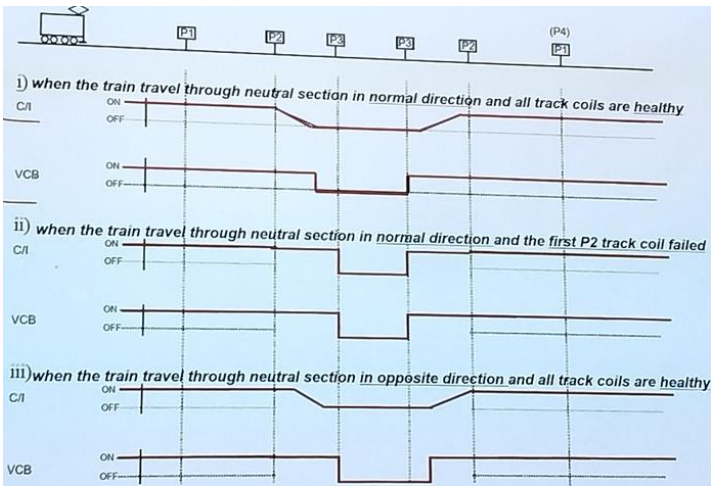 (P4)
P1 P2 P3 P3 P2 P1
i) when the train travel through neutral section in normal direction and all track coils are healthy
C/I
ON
OFF
VCB
ON
OFF
ii) when the train travel through neutral section in normal direction and the first P2 track coil failed
C/I
ON
OFF
VCB
ON
OFF
iii) when the train travel through neutral section in opposite direction and all track coils are healthy
C/I
ON
OFF
VCB
ON
OFF